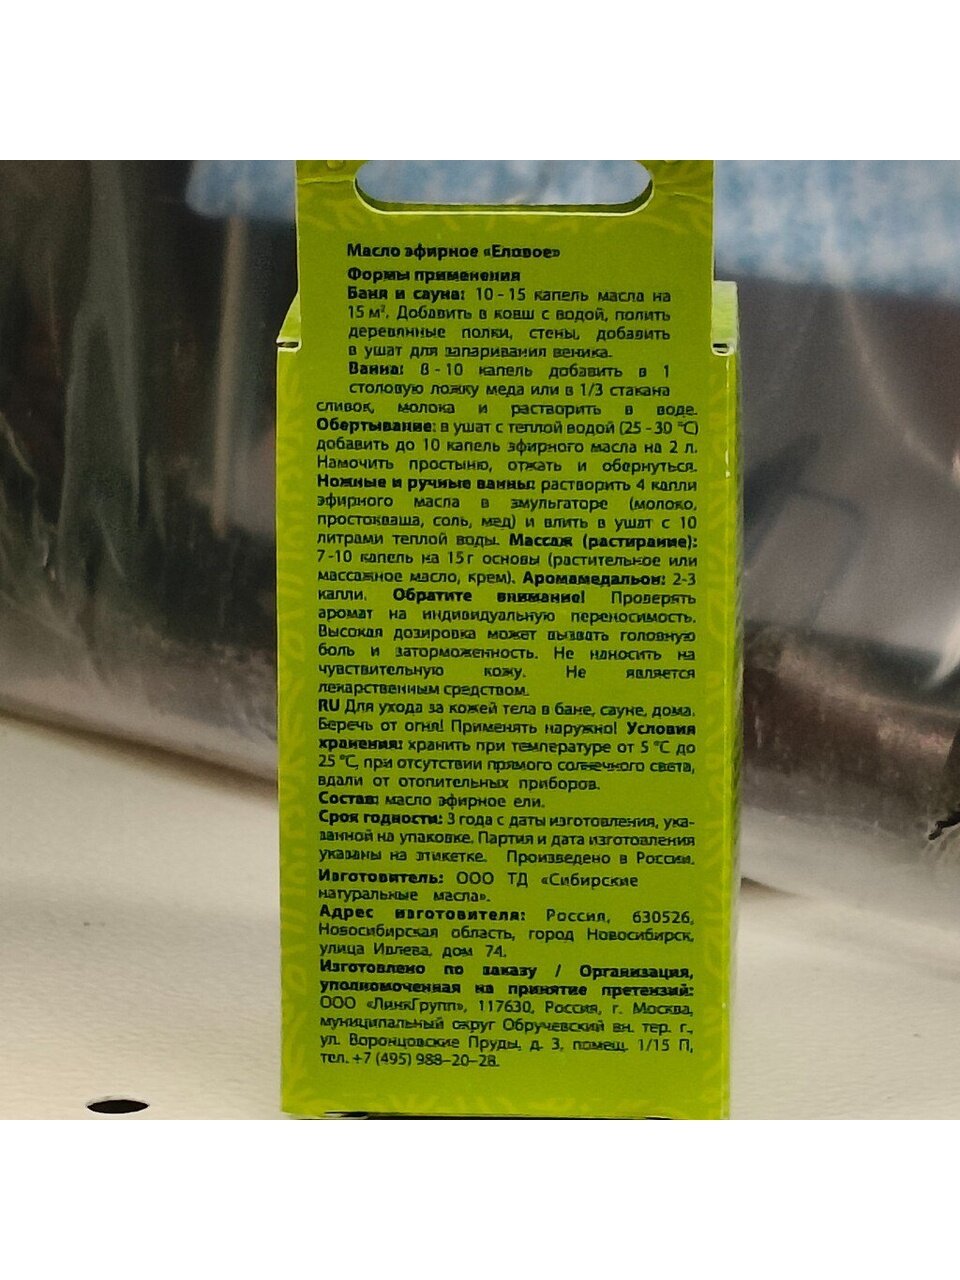 Масло эфирное «Еловое»
Формы применения
Баня и сауна: 10 - 15 капель масла на
15 м². Добавить в ковш с водой, полить
деревянные полки, стены, добавить
в ушат для запаривания веника.
Ванна: 8 - 10 капель добавить в 1
столовую ложку меда или в 1/3 стакана
сливок, молока и растворить в воде.
Обертывание: в ушат с теплой водой (25 - 30 °С)
добавить до 10 капель эфирного масла на 2 л.
Намочить простыню, отжать и обернуться.
Ножные и ручные ванны: растворить 4 капли
эфирного масла в эмульгаторе (молоко,
простокваша, соль, мед) и влить в ушат с 10
литрами теплой воды. Массаж (растирание):
7 -10 капель на 15 г основы (растительное или
массажное масло, крем). Аромамедальон: 2-3
капли. Обратите внимание! Проверять
аромат на индивидуальную переносимость.
Высокая дозировка может вызвать головную
боль и заторможенность. Не наносить на
чувствительную кожу. Не является
лекарственным средством.
RU Для ухода за кожей тела в бане, сауне, дома.
Беречь от огня! Применять наружно! Условия
хранения: хранить при температуре от 5 °С до
25 °С, при отсутствии прямого солнечного света,
вдали от отопительных приборов.
Состав: масло эфирное ели.
Срок годности: 3 года с даты изготовления, ука-
занной на упаковке. Партия и дата изготовления
указаны на этикетке. Произведено в России.
Изготовитель: ООО ТД «Сибирские
натуральные масла».
Адрес изготовителя: Россия, 630526,
Новосибирская область, город Новосибирск,
улица Ивлева, дом 74.
Изготовлено по заказу / Организация,
уполномоченная на принятие претензий:
ООО «ЛинкГрупп», 117630, Россия, г. Москва,
муниципальный округ Обручевский вн. тер. г.,
ул. Воронцовские Пруды, д. 3, помещ. 1/15 П,
тел. +7 (495) 988-20-28.